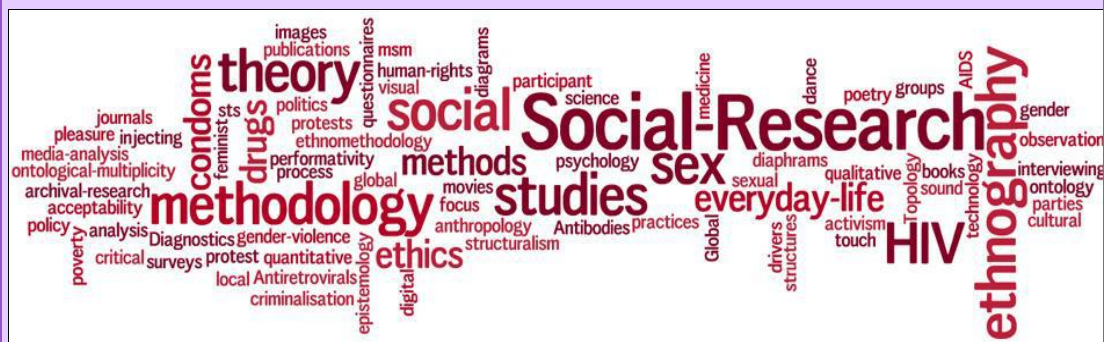 images
publications
questionnaires
msm
theory
human-rights
visual
diagrams
participant
condoms
sts
feminist
drugs
politics
protests
ethnomethodology
social
science
Social-Research
medicine
dance
poetry
groups
AIDS
ethnography
gender
observation
journals
pleasure
injecting
media-analysis
ontological-multiplicity
archival-research
acceptability
performativity
process
global
methods
psychology
sex
diaphrams
sexual
qualitative
Topology
books
sound
technology
interviewing
ontology
parties
cultural
methodology
movies
focus
studies
everyday-life
policy
poverty
analysis
Diagnostics
gender-violence
anthropology
structuralism
Antibodies
practices
Global
drivers
structures
activism
touch
HIV
critical
surveys
protest
quantitative
epistemology
ethics
digital
local
Antiretrovirals
criminalisation